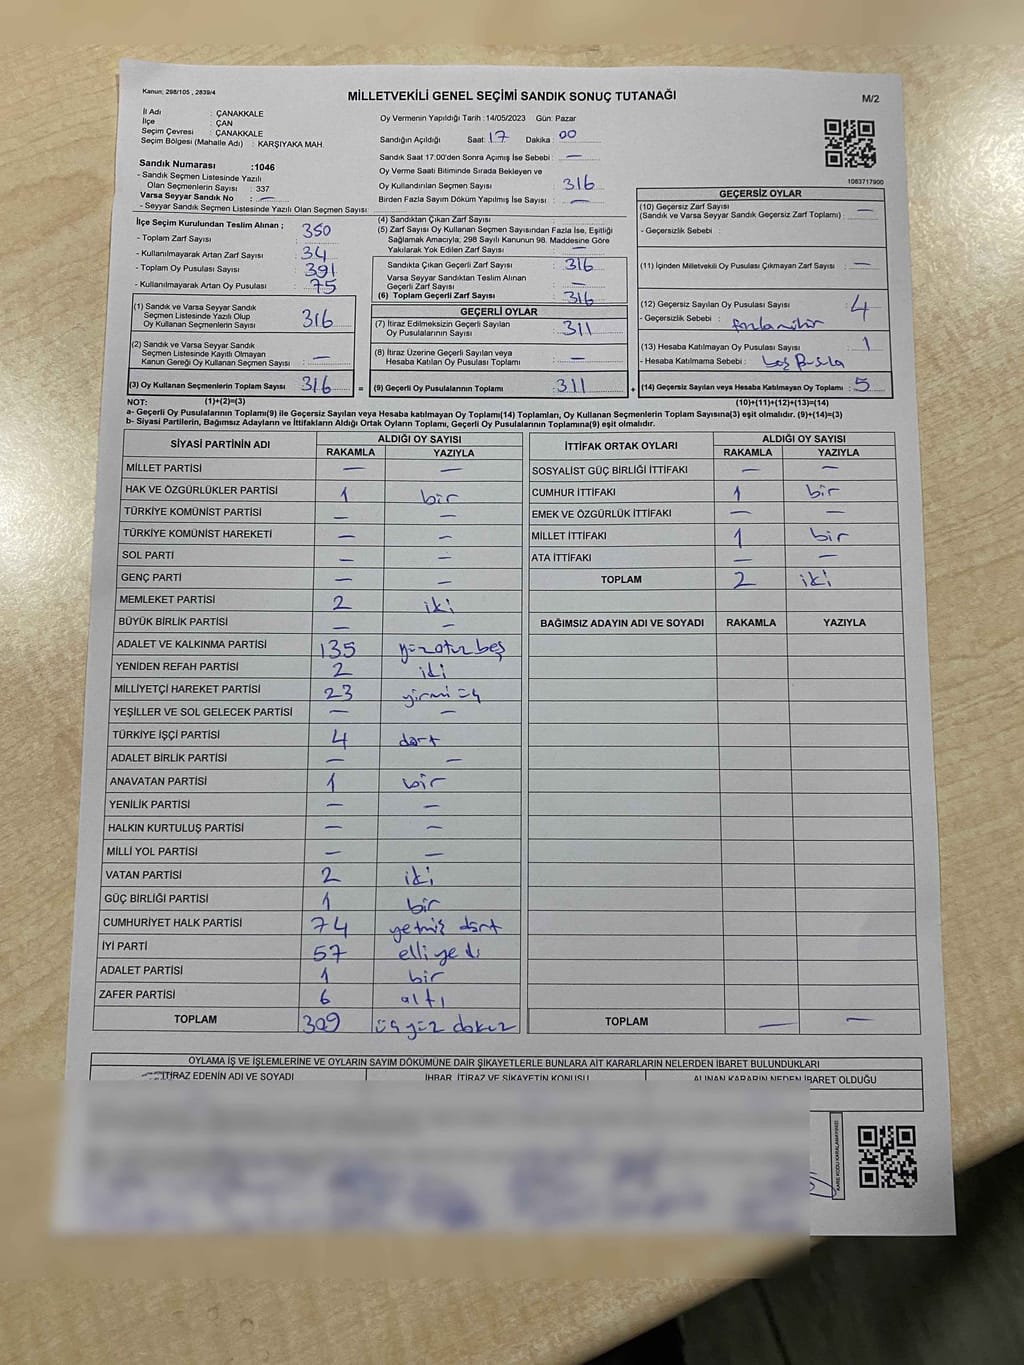 Kanun; 298/105 , 2839/4
MİLLETVEKİLİ GENEL SEÇİMİ SANDIK SONUÇ TUTANAĞI
M/2
İl Adı : ÇANAKKALE
İlçe : ÇAN
Seçim Çevresi : ÇANAKKALE
Seçim Bölgesi (Mahalle Adı) : KARŞIYAKA MAH.
Sandık Numarası :1046
- Sandık Seçmen Listesinde Yazılı
Olan Seçmenlerin Sayısı : 337
Varsa Seyyar Sandık No : —
- Seyyar Sandık Seçmen Listesinde Yazılı Olan Seçmen Sayısı
Oy Vermenin Yapıldığı Tarih : 14/05/2023 Gün: Pazar
Sandığın Açıldığı Saat: 17 Dakika : 00
Sandık Saat 17:00'den Sonra Açımış İse Sebebi : —
Oy Verme Saati Bitiminde Sırada Bekleyen ve
Oy Kullandırılan Seçmen Sayısı : 316
Birden Fazla Sayım Döküm Yapılmış İse Sayısı : —
1083717900
İlçe Seçim Kurulundan Teslim Alınan ;
- Toplam Zarf Sayısı : 350
- Kullanılmayarak Artan Zarf Sayısı : 34
- Toplam Oy Pusulası Sayısı : 391
- Kullanılmayarak Artan Oy Pusulası : 75
(1) Sandık ve Varsa Seyyar Sandık
Seçmen Listesinde Yazılı Olup
Oy Kullanan Seçmenlerin Sayısı : 316
(2) Sandık ve Varsa Seyyar Sandık
Seçmen Listesinde Kayıtlı Olmayan
Kanun Gereği Oy Kullanan Seçmen Sayısı : —
(3) Oy Kullanan Seçmenlerin Toplam Sayısı : 316 =
(4) Sandıktan Çıkan Zarf Sayısı :
(5) Zarf Sayısı Oy Kullanan Seçmen Sayısından Fazla İse, Eşitliği
Sağlamak Amacıyla; 298 Sayılı Kanunun 98. Maddesine Göre
Yakılarak Yok Edilen Zarf Sayısı : —
Sandıkta Çıkan Geçerli Zarf Sayısı : 316
Varsa Seyyar Sandıktan Teslim Alınan
Geçerli Zarf Sayısı : —
(6) Toplam Geçerli Zarf Sayısı : 316
GEÇERLİ OYLAR
(7) İtiraz Edilmeksizin Geçerli Sayılan
Oy Pusulalarının Sayısı : 311
(8) İtiraz Üzerine Geçerli Sayılan veya
Hesaba Katılan Oy Pusulası Toplamı : —
(9) Geçerli Oy Pusulalarının Toplamı : 311 +
GEÇERSİZ OYLAR
(10) Geçersiz Zarf Sayısı : —
(Sandık ve Varsa Seyyar Sandık Geçersiz Zarf Toplamı)
- Geçersizlik Sebebi :
(11) İçinden Milletvekili Oy Pusulası Çıkmayan Zarf Sayısı : —
(12) Geçersiz Sayılan Oy Pusulası Sayısı : 4
- Geçersizlik Sebebi :
(13) Hesaba Katılmayan Oy Pusulası Sayısı : 1
- Hesaba Katılmama Sebebi : boş pusula
(14) Geçersiz Sayılan veya Hesaba Katılmayan Oy Toplamı : 5
NOT: (1)+(2)=(3) (10)+(11)+(12)+(13)=(14)
a- Geçerli Oy Pusulalarının Toplamı(9) ile Geçersiz Sayılan veya Hesaba katılmayan Oy Toplamı(14) Toplamları, Oy Kullanan Seçmenlerin Toplam Sayısına(3) eşit olmalıdır. (9)+(14)=(3)
b- Siyasi Partilerin, Bağımsız Adayların ve İttifakların Aldığı Ortak Oyların Toplamı, Geçerli Oy Pusulalarının Toplamına(9) eşit olmalıdır.
SİYASİ PARTİNİN ADI ALDIĞI OY SAYISI
RAKAMLA YAZIYLA
MİLLET PARTİSİ — —
HAK VE ÖZGÜRLÜKLER PARTİSİ 1 bir
TÜRKİYE KOMÜNİST PARTİSİ — —
TÜRKİYE KOMÜNİST HAREKETİ — —
SOL PARTİ — —
GENÇ PARTİ — —
MEMLEKET PARTİSİ 2 iki
BÜYÜK BİRLİK PARTİSİ — —
ADALET VE KALKINMA PARTİSİ 135 yüzotuzbeş
YENİDEN REFAH PARTİSİ 2 iki
MİLLİYETÇİ HAREKET PARTİSİ 23 yirmi üç
YEŞİLLER VE SOL GELECEK PARTİSİ — —
TÜRKİYE İŞÇİ PARTİSİ 4 dört
ADALET BİRLİK PARTİSİ — —
ANAVATAN PARTİSİ 1 bir
YENİLİK PARTİSİ — —
HALKIN KURTULUŞ PARTİSİ — —
MİLLİ YOL PARTİSİ — —
VATAN PARTİSİ 2 iki
GÜÇ BİRLİĞİ PARTİSİ 1 bir
CUMHURİYET HALK PARTİSİ 74 yetmiş dört
İYİ PARTİ 57 elli yedi
ADALET PARTİSİ 1 bir
ZAFER PARTİSİ 6 altı
TOPLAM 309 üçyüz dokuz
İTTİFAK ORTAK OYLARI ALDIĞI OY SAYISI
RAKAMLA YAZIYLA
SOSYALİST GÜÇ BİRLİĞİ İTTİFAKI — —
CUMHUR İTTİFAKI 1 bir
EMEK VE ÖZGÜRLÜK İTTİFAKI — —
MİLLET İTTİFAKI 1 bir
ATA İTTİFAKI — —
TOPLAM 2 iki
BAĞIMSIZ ADAYIN ADI VE SOYADI RAKAMLA YAZIYLA
TOPLAM — —
OYLAMA İŞ VE İŞLEMLERİNE VE OYLARIN SAYIM DÖKÜMÜNE DAİR ŞİKAYETLERLE BUNLARA AİT KARARLARIN NELERDEN İBARET BULUNDUKLARI
İTİRAZ EDENİN ADI VE SOYADI İHBAR, İTİRAZ VE ŞİKAYETİN KONUSU ALINAN KARARIN NEDEN İBARET OLDUĞU